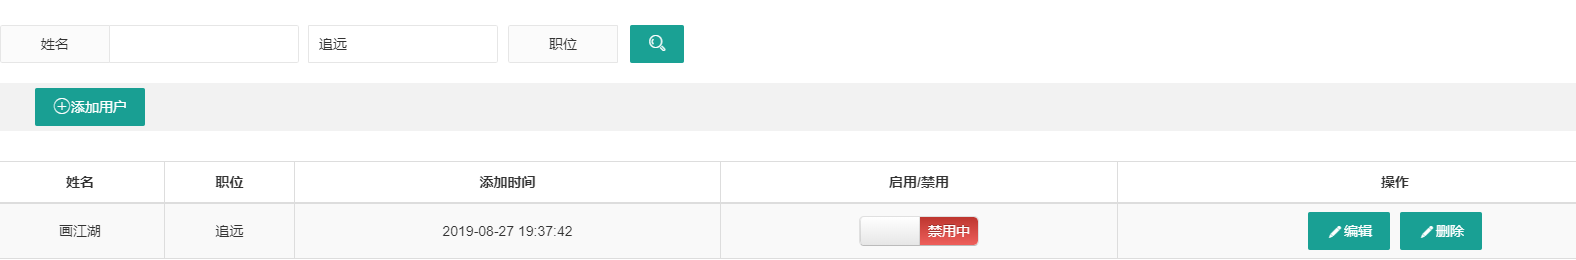 姓名 追远 职位
添加用户
姓名 职位 添加时间 启用/禁用 操作
画江湖 追远 2019-08-27 19:37:42 禁用中 编辑 删除